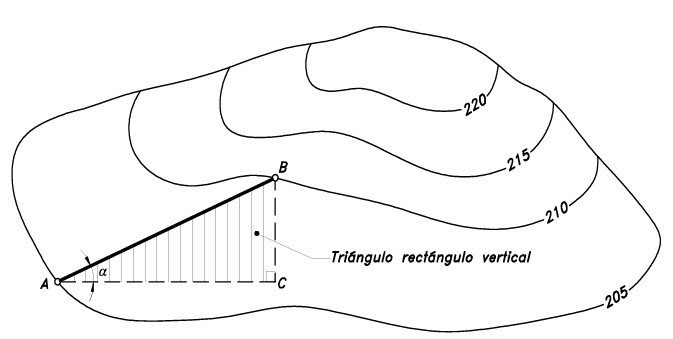 220
215
B
210
Triángulo rectángulo vertical
α
A
C
205